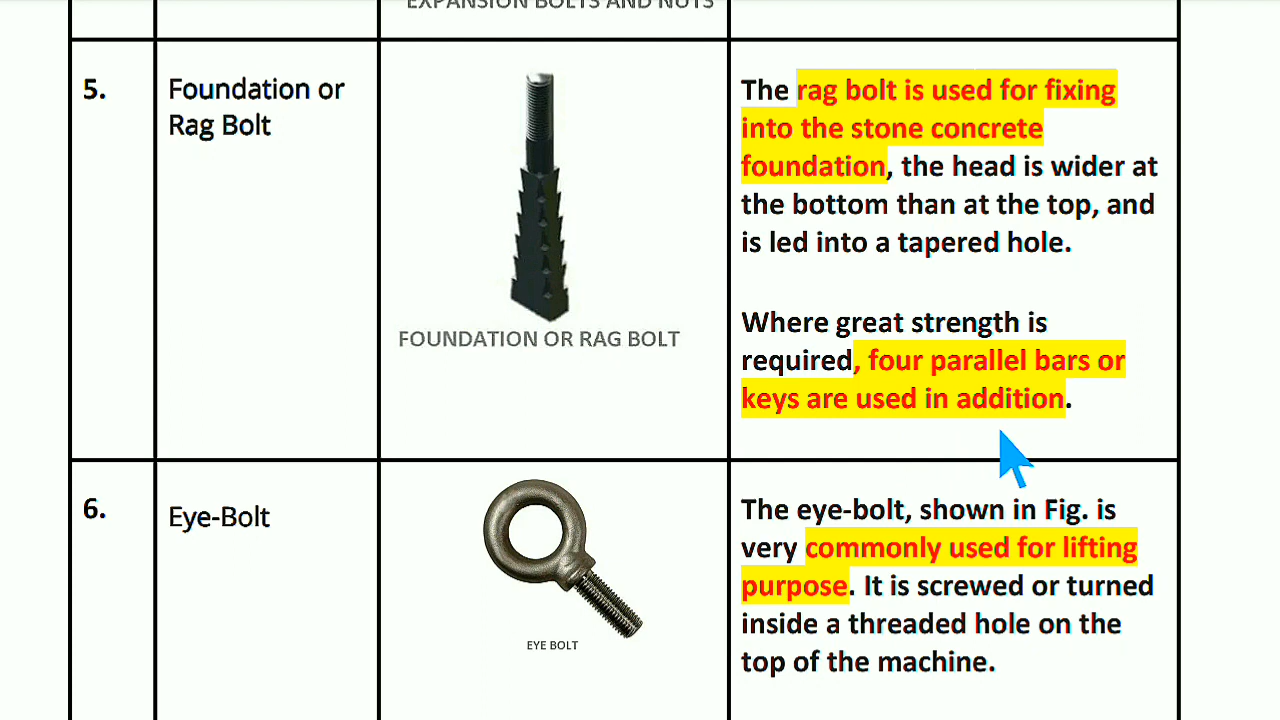 EXPANSION BOLTS AND NUTS
5.
Foundation or
Rag Bolt
FOUNDATION OR RAG BOLT
The rag bolt is used for fixing
into the stone concrete
foundation, the head is wider at
the bottom than at the top, and
is led into a tapered hole.
Where great strength is
required, four parallel bars or
keys are used in addition.
6.
Eye-Bolt
EYE BOLT
The eye-bolt, shown in Fig. is
very commonly used for lifting
purpose. It is screwed or turned
inside a threaded hole on the
top of the machine.